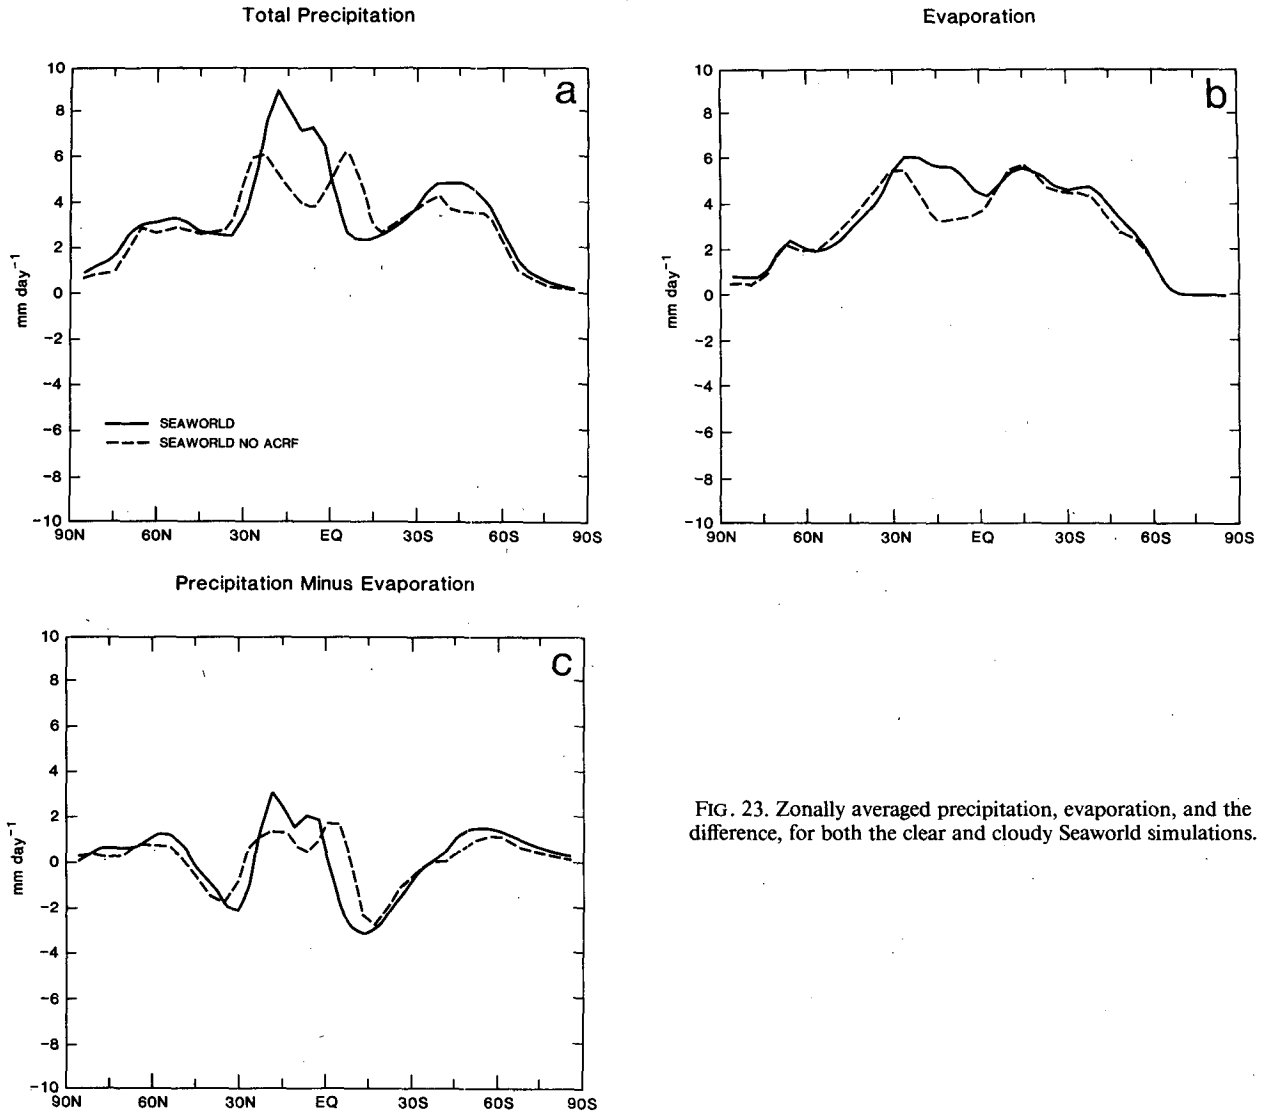 Total Precipitation
a
10
8
6
4
2
0
−2
−4
−6
−8
−10
mm day⁻¹
SEAWORLD
SEAWORLD NO ACRF
90N 60N 30N EQ 30S 60S 90S
Evaporation
b
10
8
6
4
2
0
−2
−4
−6
−8
−10
mm day⁻¹
90N 60N 30N EQ 30S 60S 90S
Precipitation Minus Evaporation
c
10
8
6
4
2
0
−2
−4
−6
−8
−10
mm day⁻¹
90N 60N 30N EQ 30S 60S 90S
FIG. 23. Zonally averaged precipitation, evaporation, and the
difference, for both the clear and cloudy Seaworld simulations.